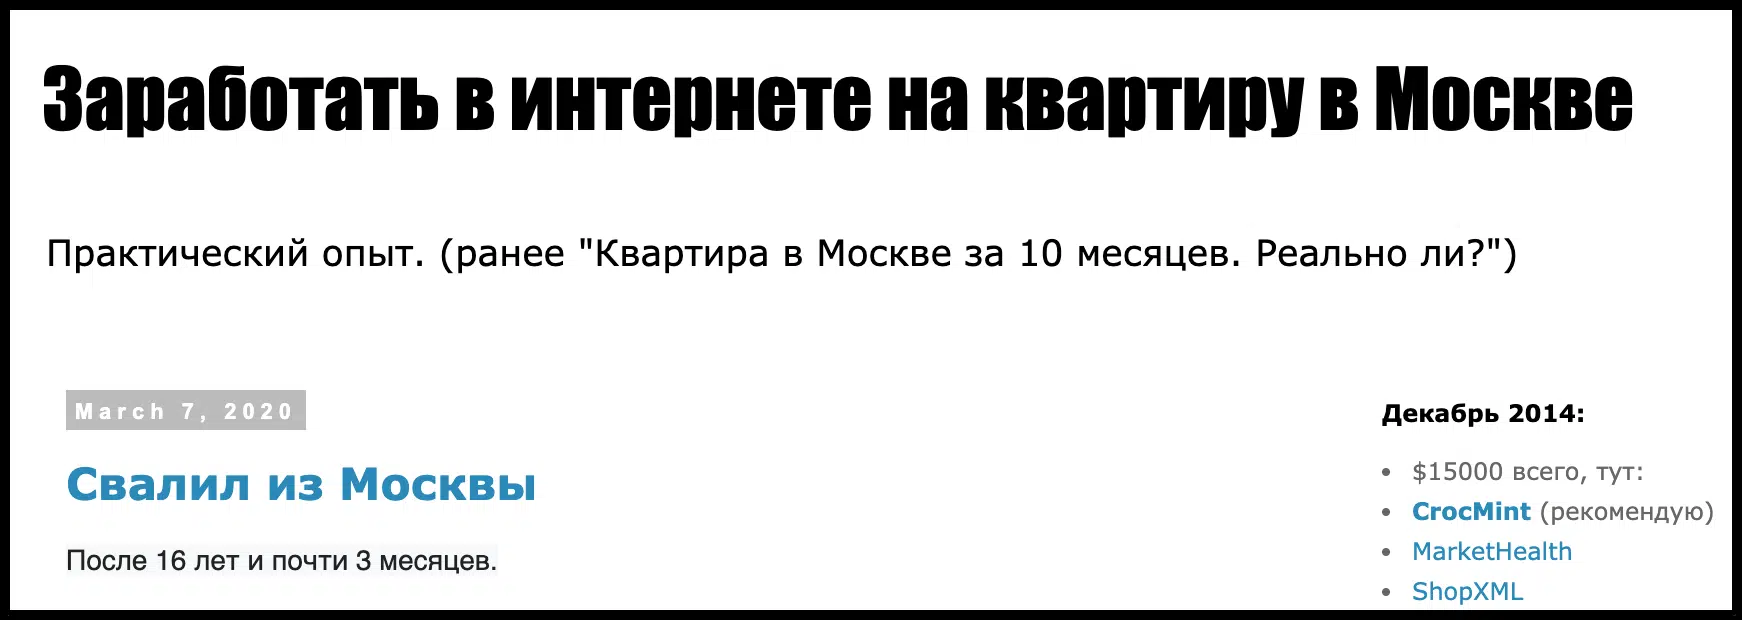 Заработать в интернете на квартиру в Москве
Практический опыт. (ранее "Квартира в Москве за 10 месяцев. Реально ли?")
March 7, 2020
Свалил из Москвы
После 16 лет и почти 3 месяцев.
Декабрь 2014:
• $15000 всего, тут:
• CrocMint (рекомендую)
• MarketHealth
• ShopXML